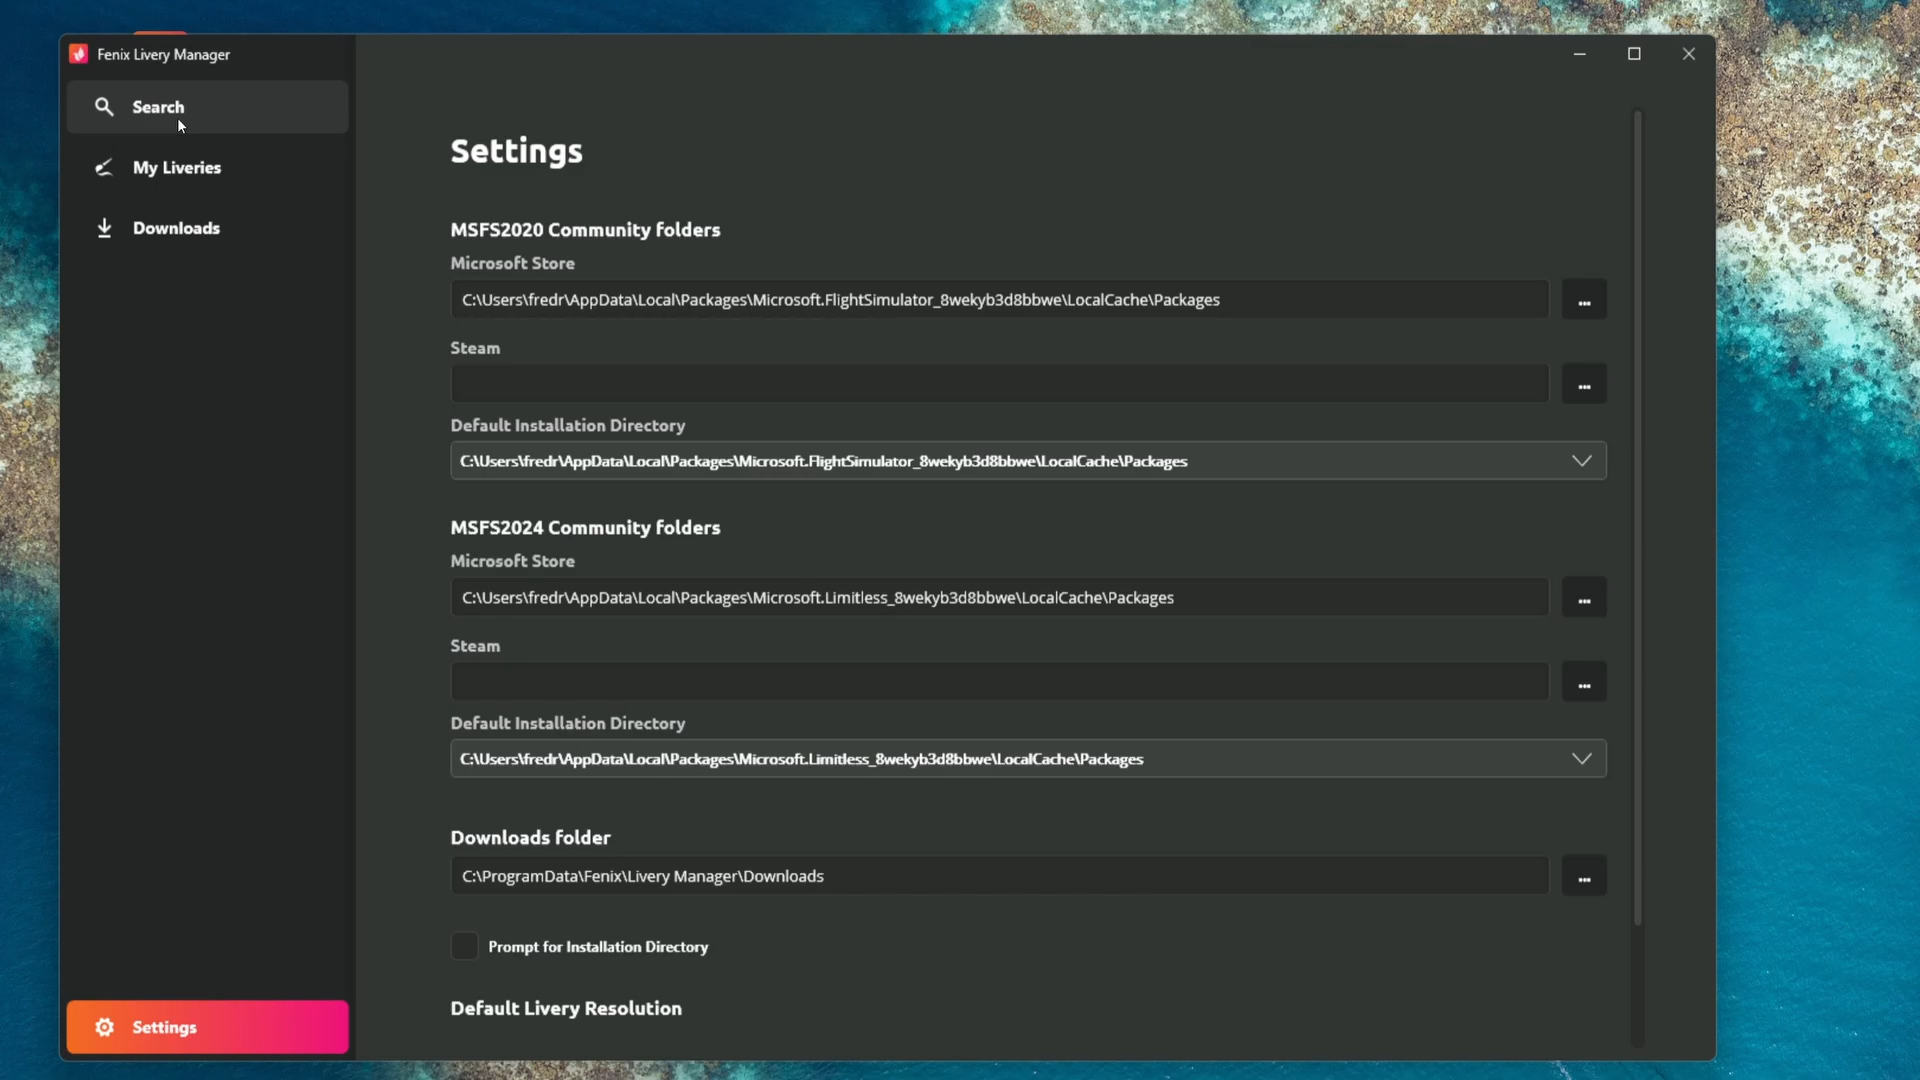 Fenix Livery Manager
Search
My Liveries
Downloads
Settings
Settings
MSFS2020 Community folders
Microsoft Store
C:\Users\fredr\AppData\Local\Packages\Microsoft.FlightSimulator_8wekyb3d8bbwe\LocalCache\Packages
...
Steam
...
Default Installation Directory
C:\Users\fredr\AppData\Local\Packages\Microsoft.FlightSimulator_8wekyb3d8bbwe\LocalCache\Packages
MSFS2024 Community folders
Microsoft Store
C:\Users\fredr\AppData\Local\Packages\Microsoft.Limitless_8wekyb3d8bbwe\LocalCache\Packages
...
Steam
...
Default Installation Directory
C:\Users\fredr\AppData\Local\Packages\Microsoft.Limitless_8wekyb3d8bbwe\LocalCache\Packages
Downloads folder
C:\ProgramData\Fenix\Livery Manager\Downloads
...
Prompt for Installation Directory
Default Livery Resolution